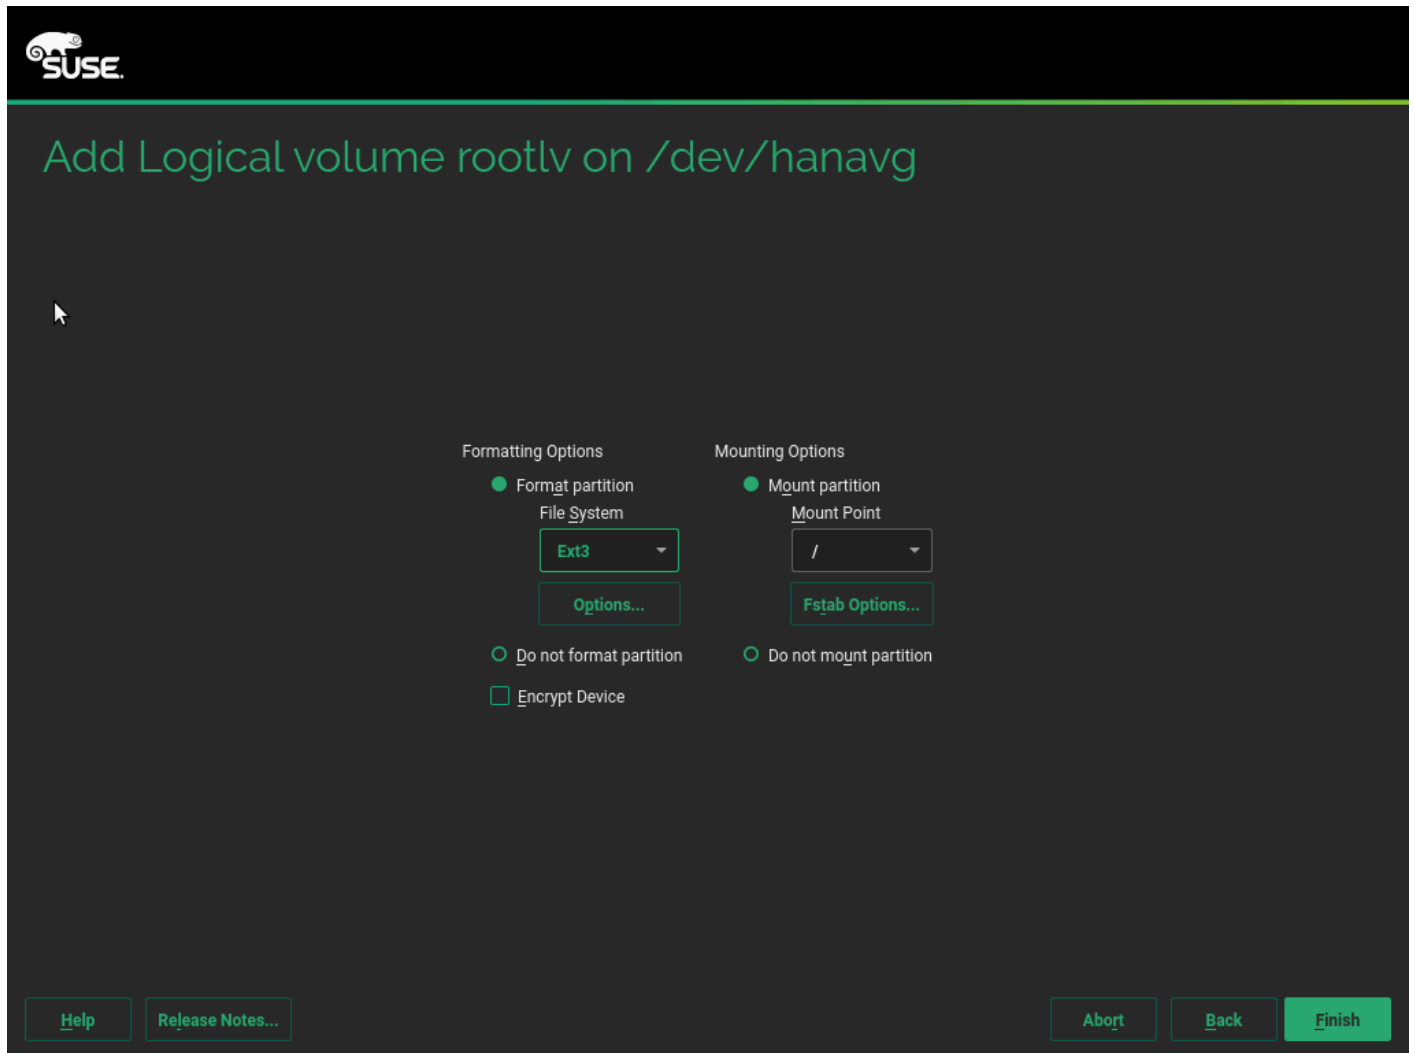 SUSE.
Add Logical volume rootlv on /dev/hanavg
Formatting Options
Format partition
File System
Ext3
Options...
Do not format partition
Encrypt Device
Mounting Options
Mount partition
Mount Point
/
Fstab Options...
Do not mount partition
Help
Release Notes...
Abort
Back
Finish